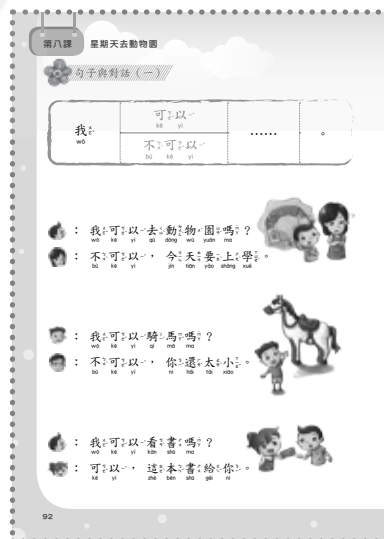 第八課 星期天去動物園
句子與對話（一）
我 可以 …… 。
wǒ kě yǐ
不可以
bù kě yǐ
： 我可以去動物園嗎？
wǒ kě yǐ qù dòng wù yuán ma
： 不可以，今天要上學。
bù kě yǐ jīn tiān yào shàng xué
： 我可以騎馬嗎？
wǒ kě yǐ qí mǎ ma
： 不可以，你還太小。
bù kě yǐ nǐ hái tài xiǎo
： 我可以看書嗎？
wǒ kě yǐ kàn shū ma
： 可以，這本書給你。
kě yǐ zhè běn shū gěi nǐ
92